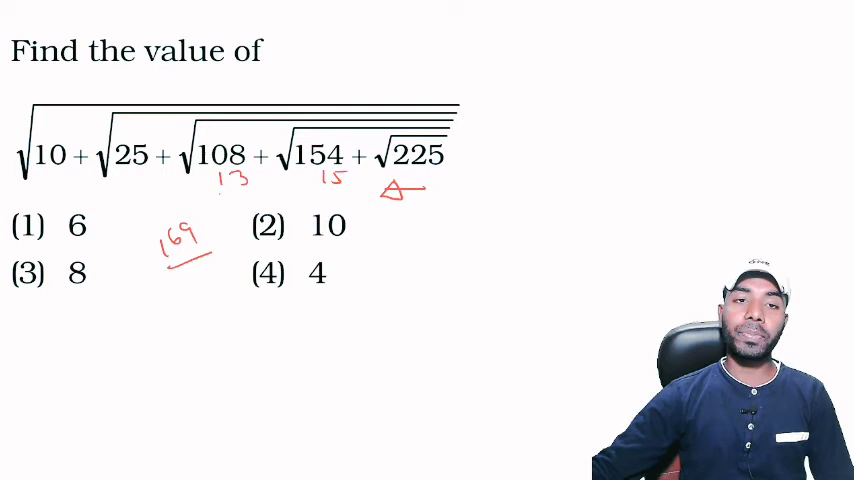 Find the value of
√10 + √25 + √108 + √154 + √225
13 15
(1) 6 (2) 10
169
(3) 8 (4) 4